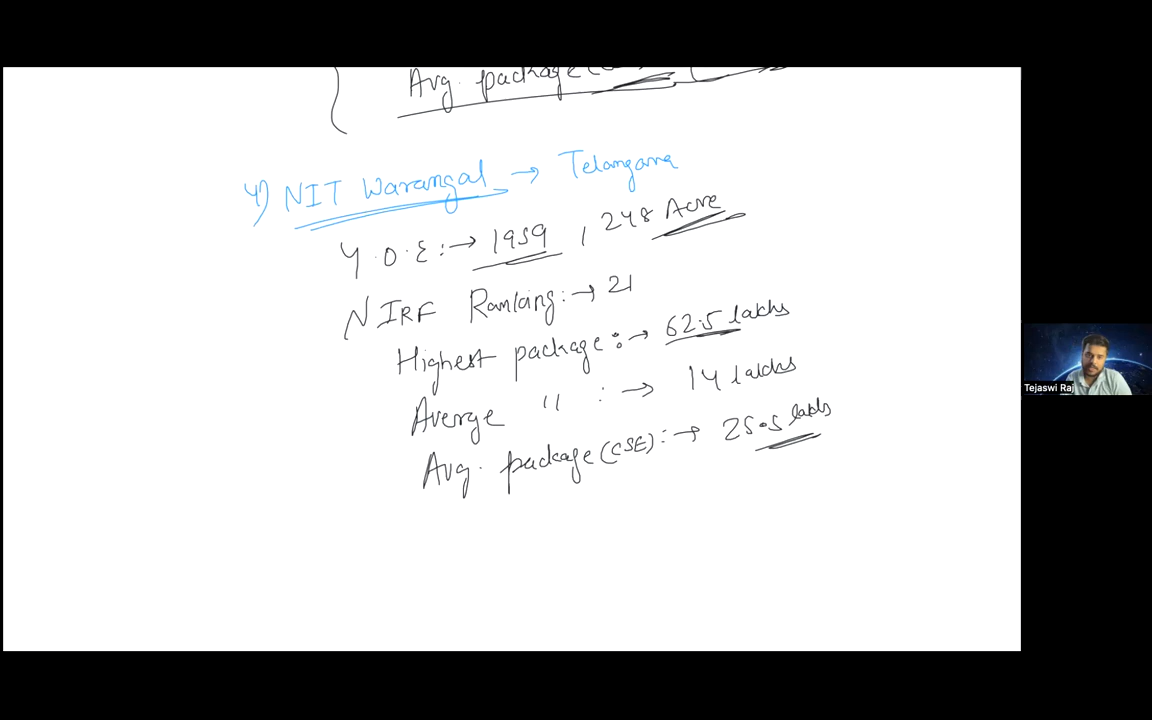 Avg. package (
4) NIT Warangal → Telangana
Y.O.E :→ 1959 , 248 Acre
NIRF Ranking :→ 21
Highest package :→ 62.5 lakhs
Averge " :→ 14 lakhs
Avg. package (CSE) :→ 25.5 lakhs
Tejaswi Raj